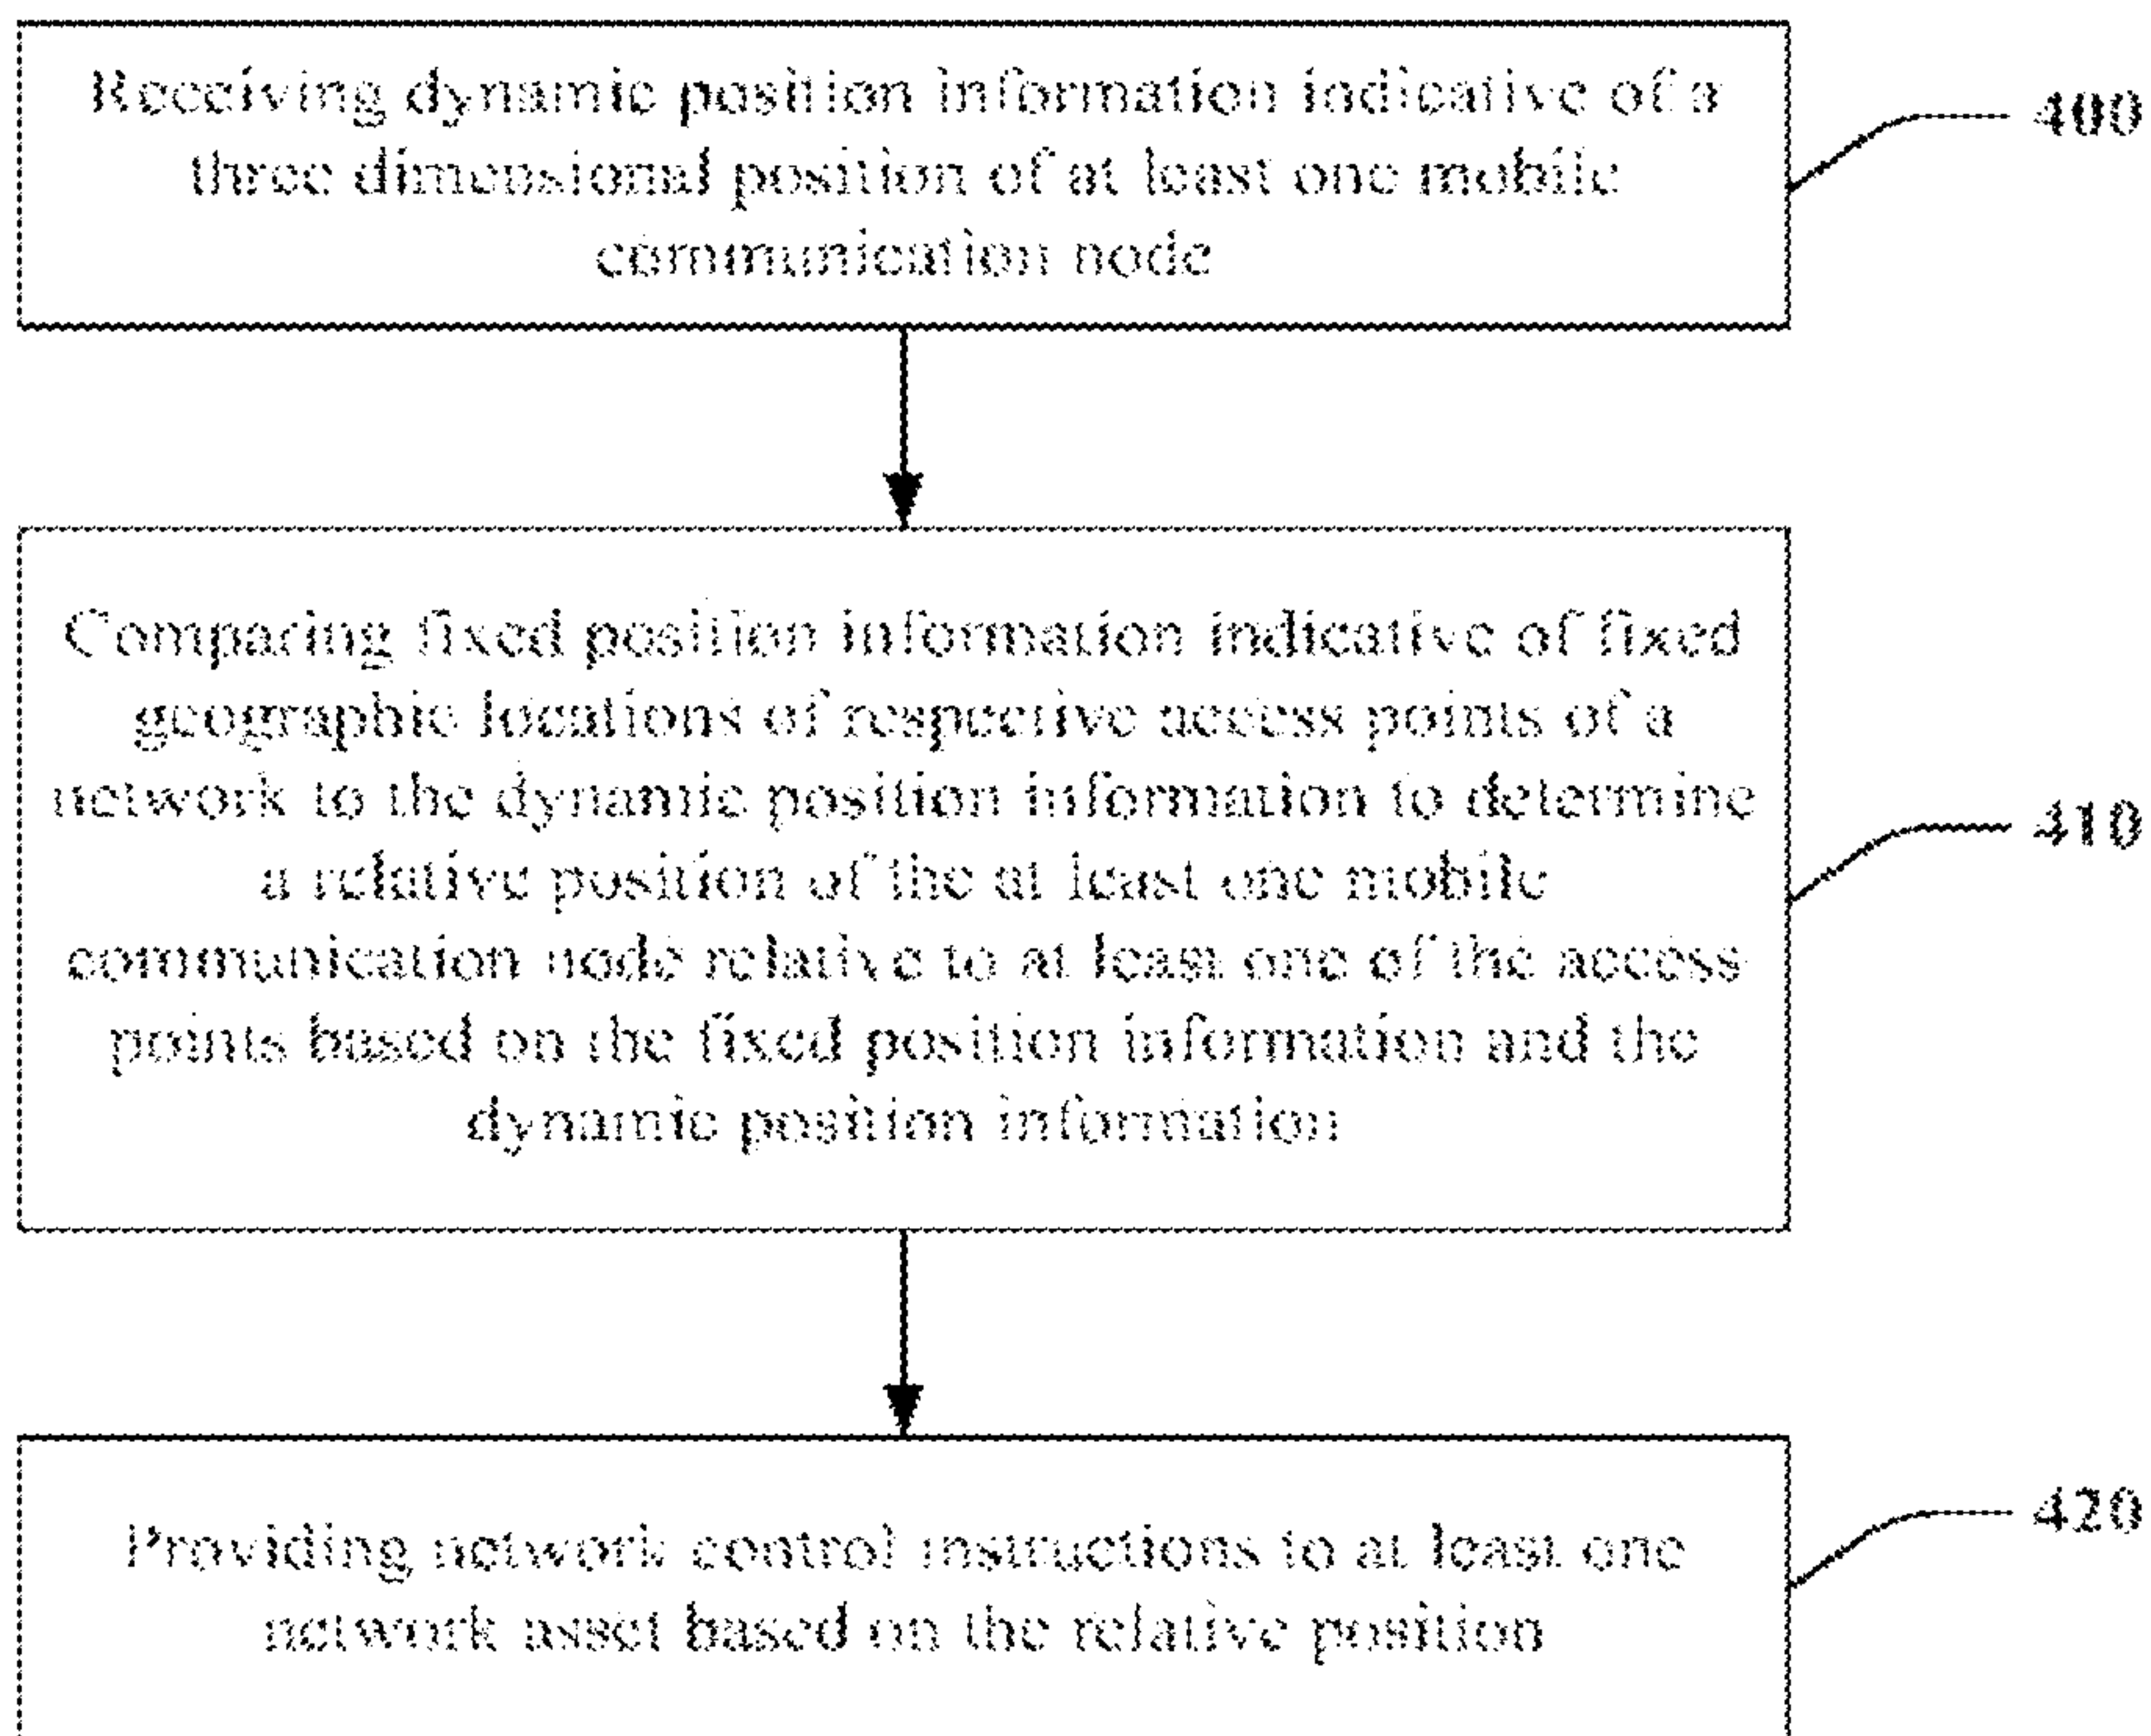 Receiving dynamic position information indicative of a
three dimensional position of at least one mobile
communication node
400
Comparing fixed position information indicative of fixed
geographic locations of respective access points of a
network to the dynamic position information to determine
a relative position of the at least one mobile
communication node relative to at least one of the access
points based on the fixed position information and the
dynamic position information
410
Providing network control instructions to at least one
network asset based on the relative position
420